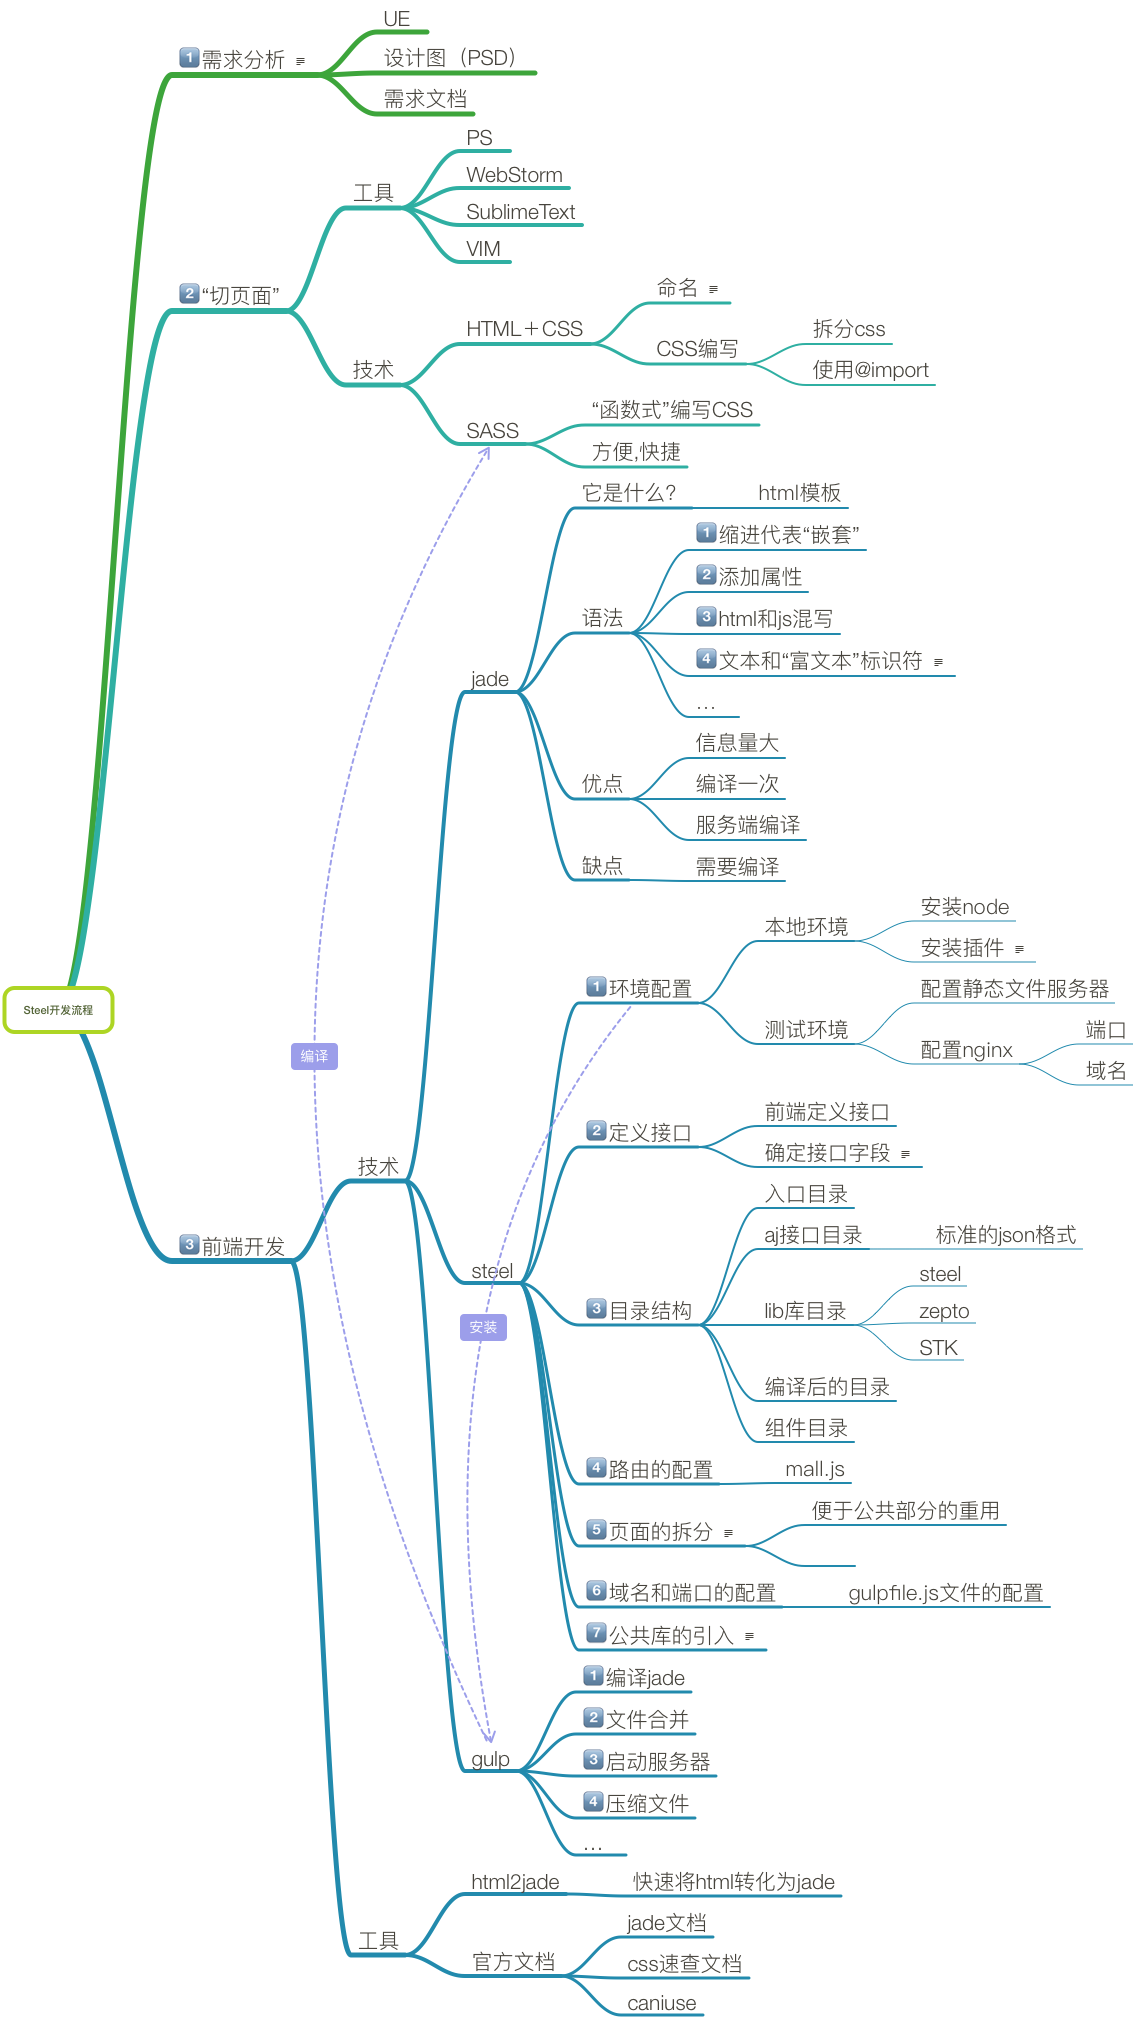 UE
1 需求分析
设计图（PSD）
需求文档
PS
工具
WebStorm
SublimeText
VIM
2 “切页面”
命名
HTML＋CSS
拆分css
CSS编写
技术
使用@import
“函数式”编写CSS
SASS
方便,快捷
它是什么?
html模板
1 缩进代表“嵌套”
2 添加属性
语法
3 html和js混写
4 文本和“富文本”标识符
jade
...
信息量大
优点
编译一次
服务端编译
缺点
需要编译
安装node
本地环境
安装插件
1 环境配置
配置静态文件服务器
Steel开发流程
测试环境
端口
配置nginx
编译
域名
前端定义接口
2 定义接口
确定接口字段
技术
入口目录
3 前端开发
aj接口目录
标准的json格式
steel
steel
3 目录结构
lib库目录
zepto
安装
STK
编译后的目录
组件目录
4 路由的配置
mall.js
便于公共部分的重用
5 页面的拆分
6 域名和端口的配置
gulpfile.js文件的配置
7 公共库的引入
1 编译jade
2 文件合并
gulp
3 启动服务器
4 压缩文件
...
html2jade
快速将html转化为jade
jade文档
工具
官方文档
css速查文档
caniuse